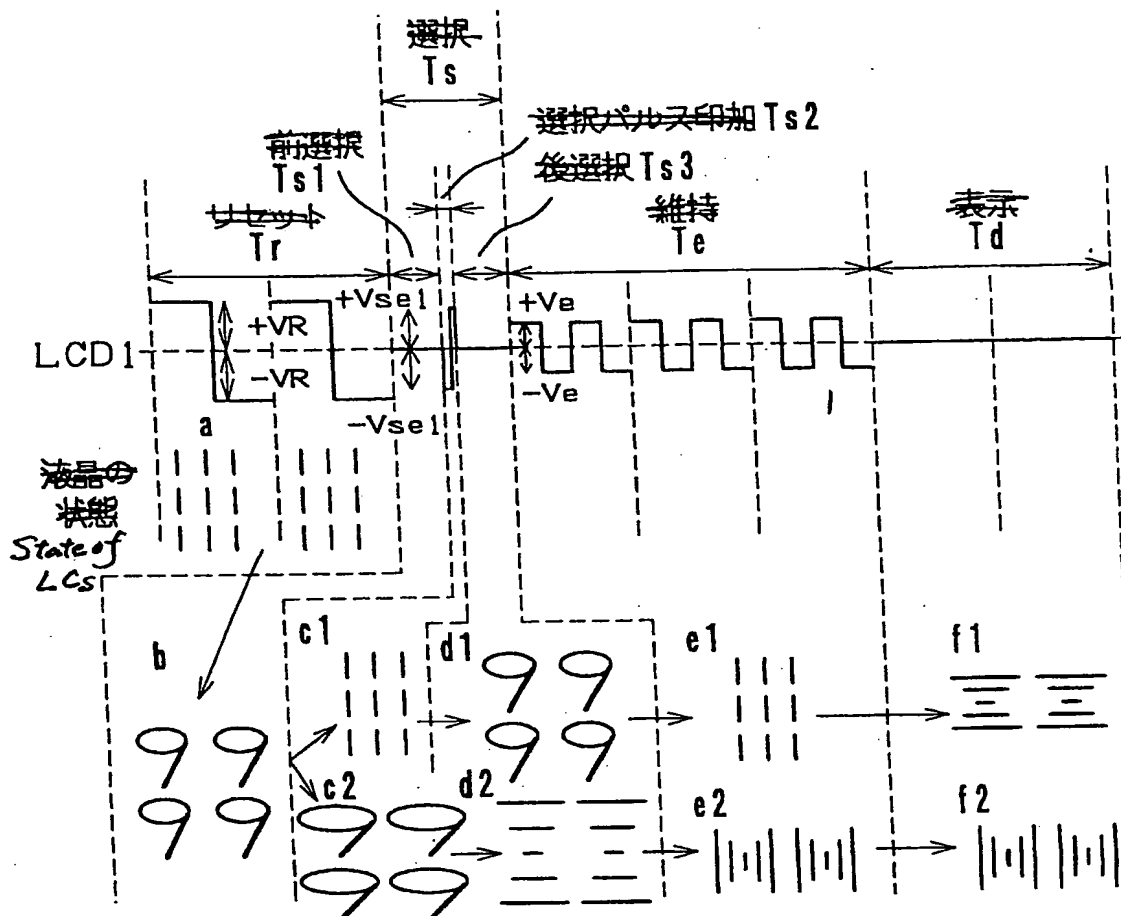 選択
Ts
選択パルス印加 Ts2
前選択
Ts1
後選択 Ts3
リセット
Tr
維持
Te
表示
Td
+Vse1
+VR
+Ve
LCD1
-VR
-Ve
-Vse1
a
液晶の
状態
State of
LCs
b
c1
d1
e1
f1
c2
d2
e2
f2